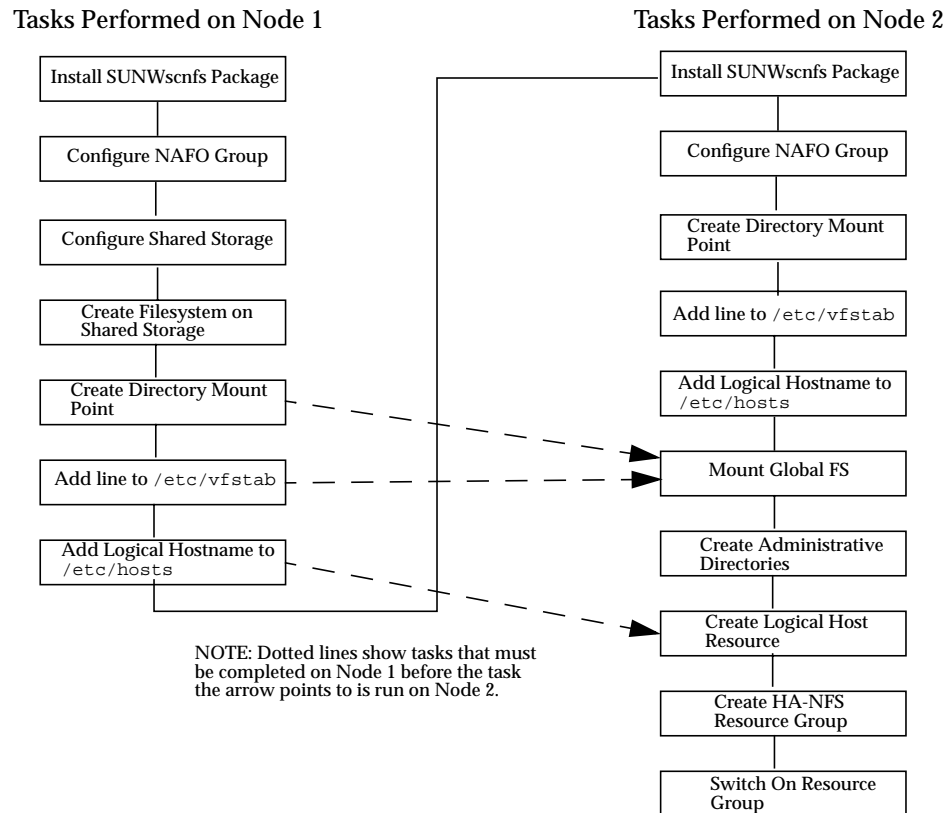 Tasks Performed on Node 1
Install SUNWscnfs Package
Configure NAFO Group
Configure Shared Storage
Create Filesystem on
Shared Storage
Create Directory Mount
Point
Add line to /etc/vfstab
Add Logical Hostname to
/etc/hosts
NOTE: Dotted lines show tasks that must
be completed on Node 1 before the task
the arrow points to is run on Node 2.
Tasks Performed on Node 2
Install SUNWscnfs Package
Configure NAFO Group
Create Directory Mount
Point
Add line to /etc/vfstab
Add Logical Hostname to
/etc/hosts
Mount Global FS
Create Administrative
Directories
Create Logical Host
Resource
Create HA-NFS
Resource Group
Switch On Resource
Group